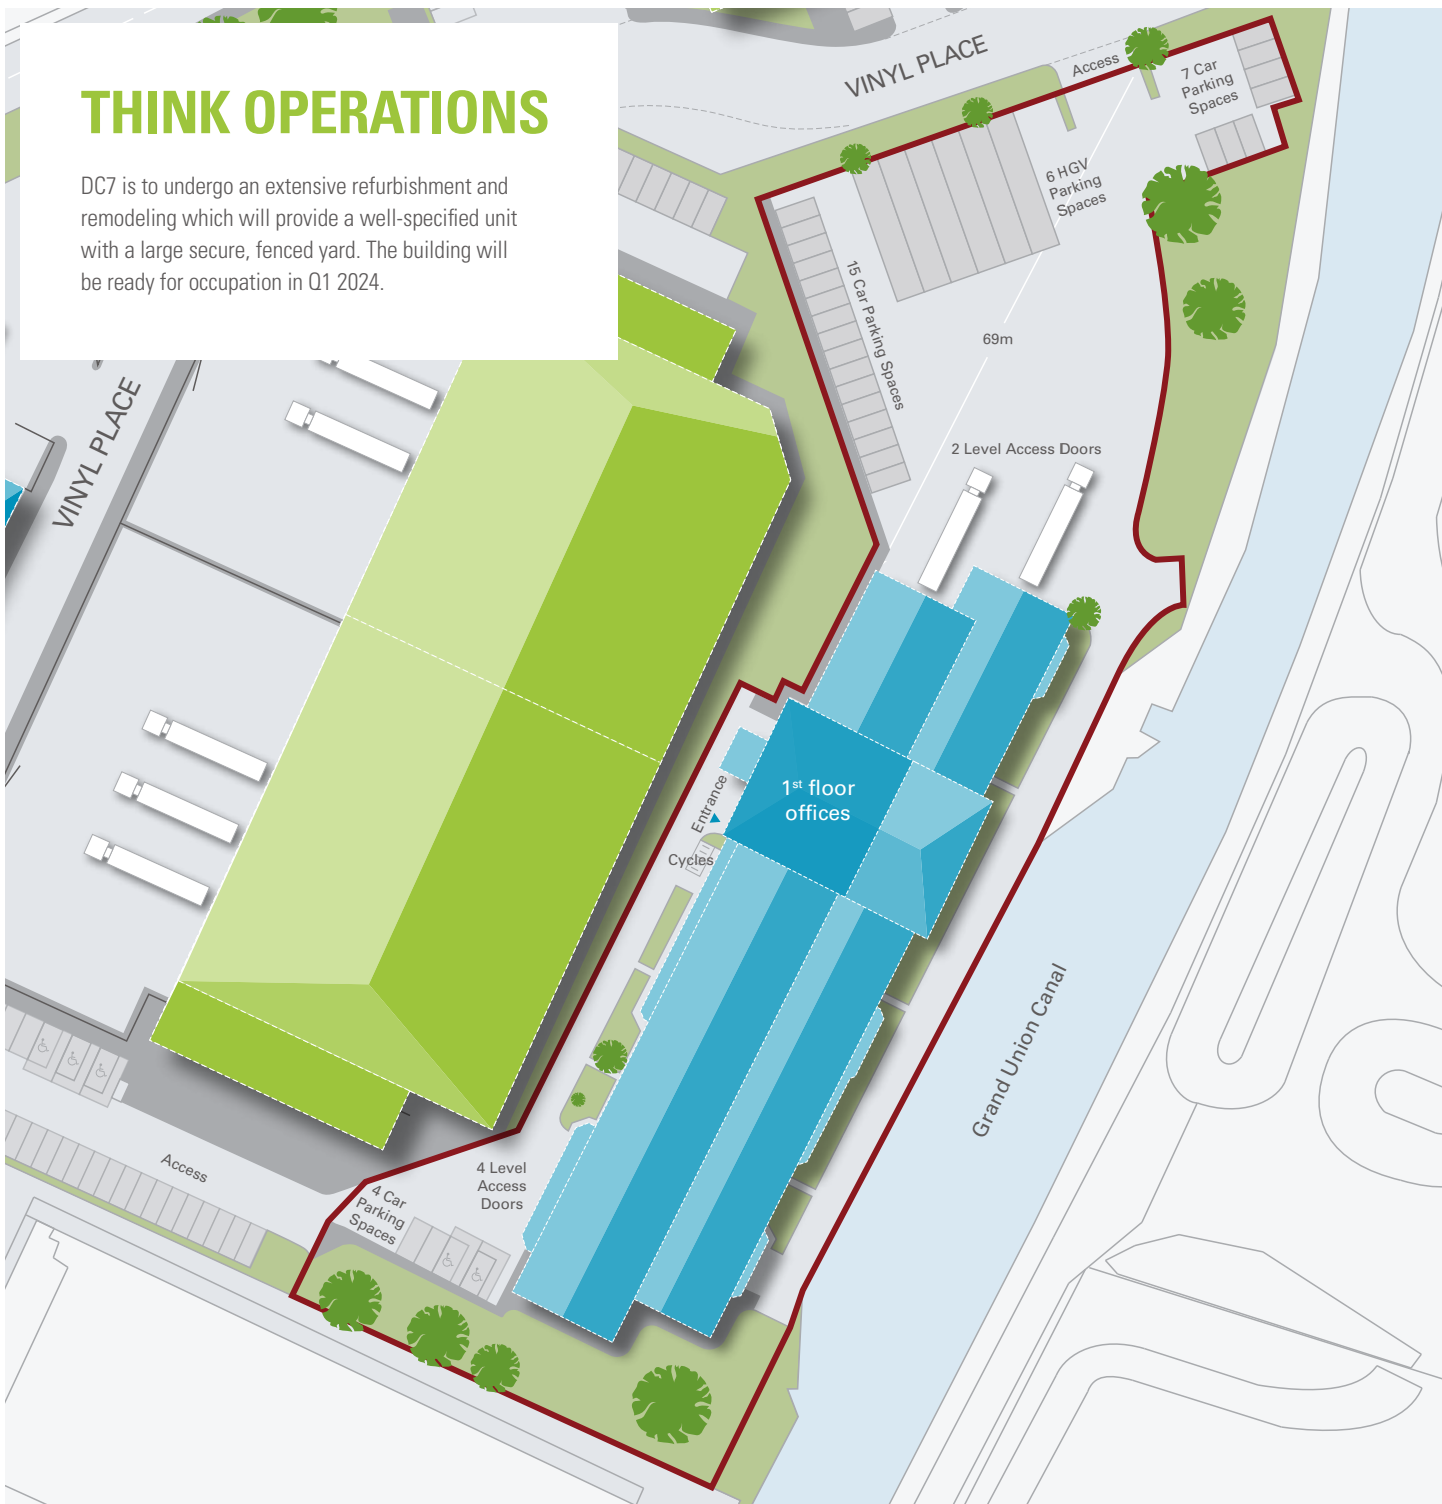 THINK OPERATIONS
DC7 is to undergo an extensive refurbishment and
remodeling which will provide a well-specified unit
with a large secure, fenced yard. The building will
be ready for occupation in Q1 2024.
VINYL PLACE
Access
7 Car
Parking
Spaces
6 HGV
Parking
Spaces
15 Car Parking Spaces
69m
2 Level Access Doors
VINYL PLACE
1st floor
offices
Entrance
Cycles
Grand Union Canal
4 Level
Access
Doors
Access
4 Car
Parking
Spaces